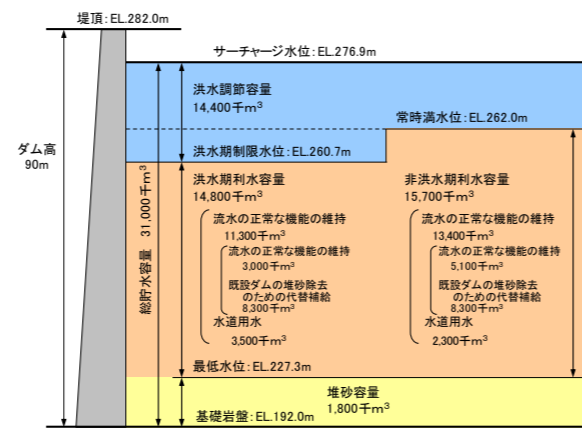 堤頂:EL.282.0m
サーチャージ水位:EL.276.9m
洪水調節容量
14,400千m³
常時満水位:EL.262.0m
ダム高
90m
洪水期制限水位:EL.260.7m
総貯水容量 31,000千m³
洪水期利水容量
14,800千m³
流水の正常な機能の維持
11,300千m³
流水の正常な機能の維持
3,000千m³
既設ダムの堆砂除去
のための代替補給
8,300千m³
水道用水
3,500千m³
非洪水期利水容量
15,700千m³
流水の正常な機能の維持
13,400千m³
流水の正常な機能の維持
5,100千m³
既設ダムの堆砂除去
のための代替補給
8,300千m³
水道用水
2,300千m³
最低水位:EL.227.3m
堆砂容量
1,800千m³
基礎岩盤:EL.192.0m